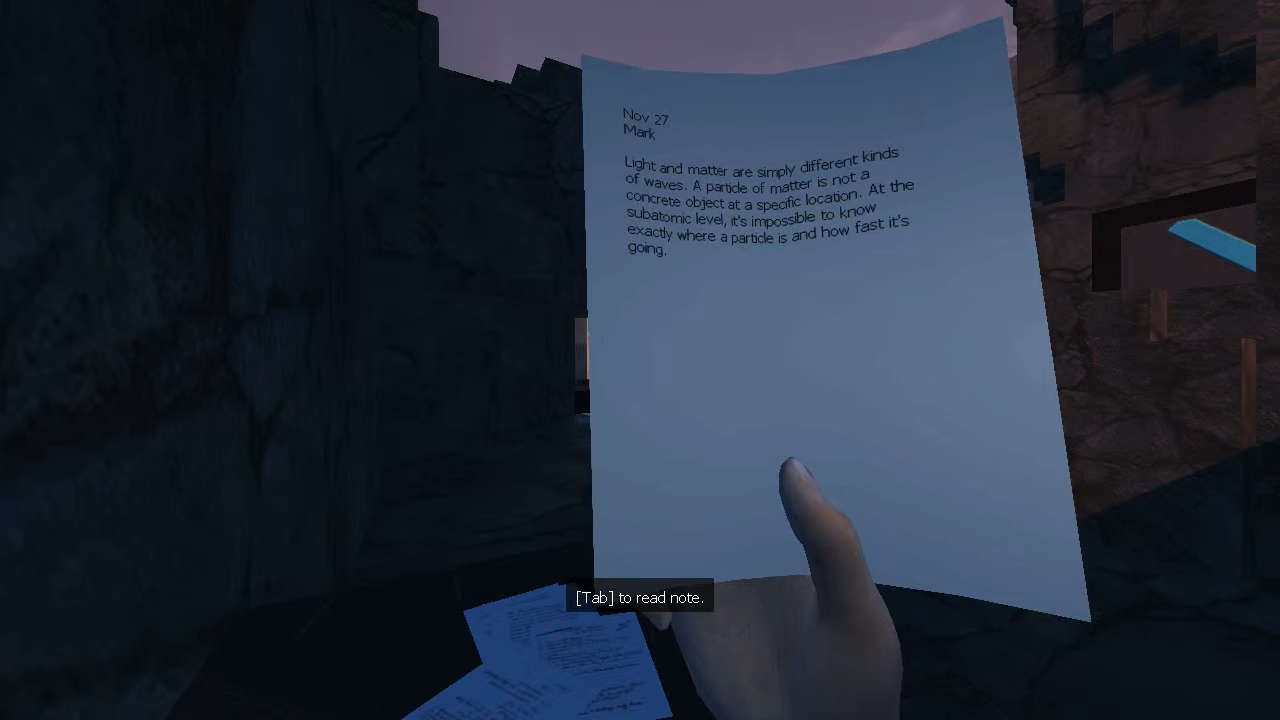 Nov 27
Mark
Light and matter are simply different kinds
of waves. A particle of matter is not a
concrete object at a specific location. At the
subatomic level, it's impossible to know
exactly where a particle is and how fast it's
going.
[Tab] to read note.